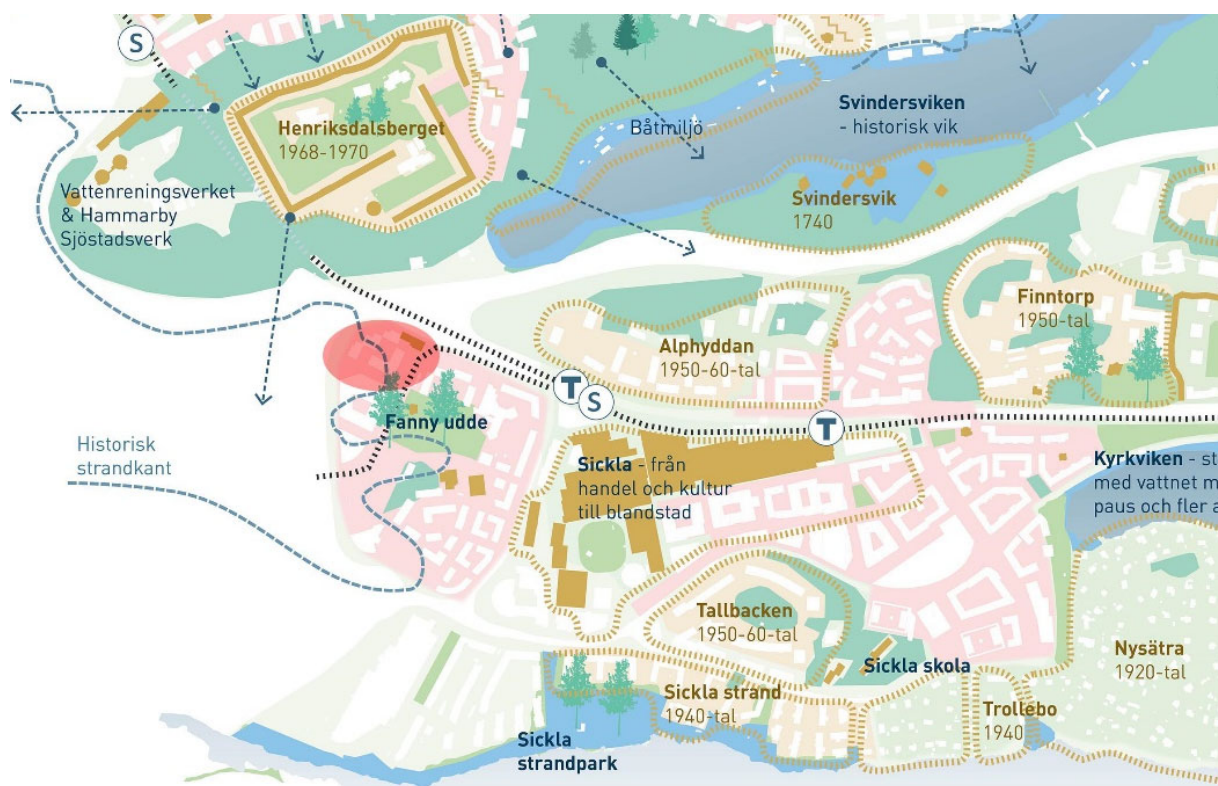 S
Henriksdalsberget
1968-1970
Vattenreningsverket
& Hammarby
Sjöstadsverk
Båtmiljö
Svindersviken
- historisk vik
Svindersvik
1740
Finntorp
1950-tal
Alphyddan
1950-60-tal
T
S
T
Fanny udde
Historisk
strandkant
Sickla - från
handel och kultur
till blandstad
Kyrkviken - st
med vattnet m
paus och fler a
Tallbacken
1950-60-tal
Sickla skola
Nysätra
1920-tal
Sickla strand
1940-tal
Trollebo
1940
Sickla
strandpark